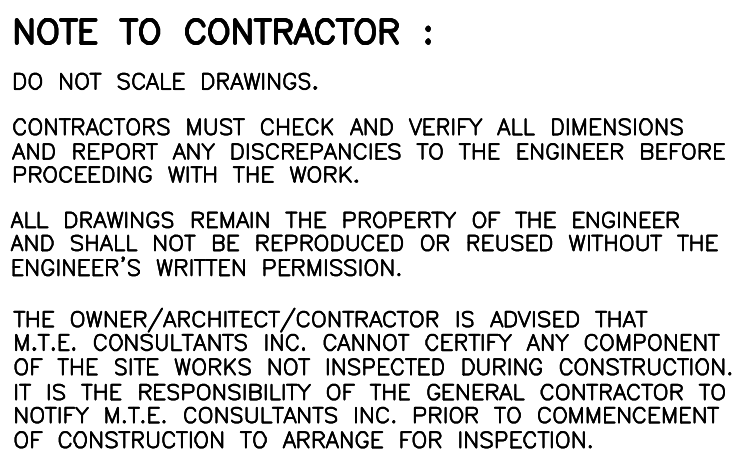 NOTE TO CONTRACTOR :
DO NOT SCALE DRAWINGS.
CONTRACTORS MUST CHECK AND VERIFY ALL DIMENSIONS
AND REPORT ANY DISCREPANCIES TO THE ENGINEER BEFORE
PROCEEDING WITH THE WORK.
ALL DRAWINGS REMAIN THE PROPERTY OF THE ENGINEER
AND SHALL NOT BE REPRODUCED OR REUSED WITHOUT THE
ENGINEER'S WRITTEN PERMISSION.
THE OWNER/ARCHITECT/CONTRACTOR IS ADVISED THAT
M.T.E. CONSULTANTS INC. CANNOT CERTIFY ANY COMPONENT
OF THE SITE WORKS NOT INSPECTED DURING CONSTRUCTION.
IT IS THE RESPONSIBILITY OF THE GENERAL CONTRACTOR TO
NOTIFY M.T.E. CONSULTANTS INC. PRIOR TO COMMENCEMENT
OF CONSTRUCTION TO ARRANGE FOR INSPECTION.